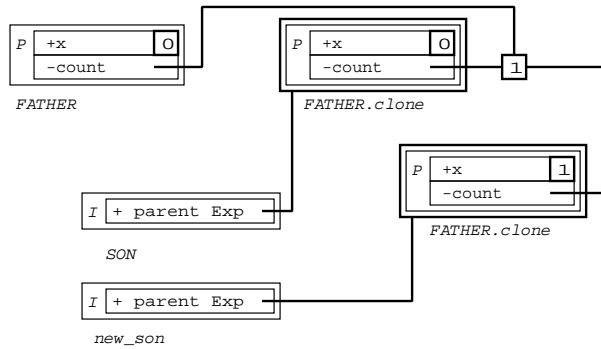 P +x 0
-count
FATHER
P +x 0
-count
FATHER.clone
1
P +x 1
-count
FATHER.clone
I + parent Exp
SON
I + parent Exp
new_son